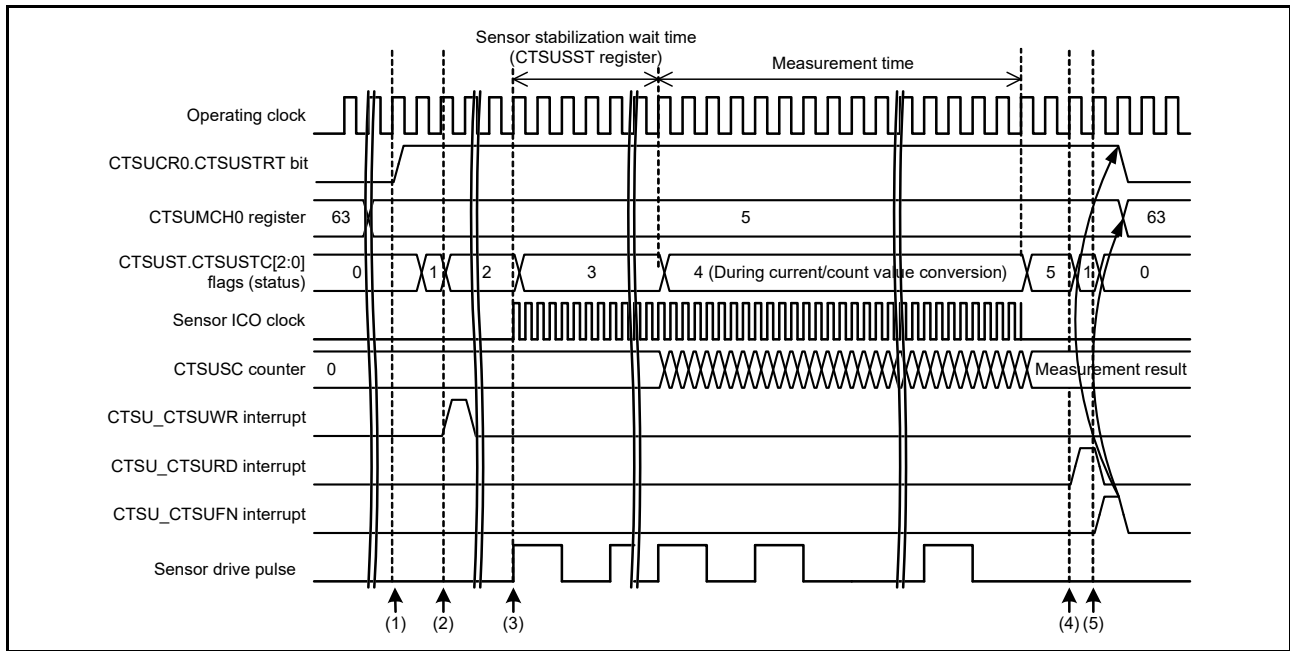 Sensor stabilization wait time
(CTSUSST register)
Measurement time
Operating clock
CTSUCR0.CTSUSTRT bit
CTSUMCH0 register
63
5
63
CTSUST.CTSUSTC[2:0]
flags (status)
0
1
2
3
4 (During current/count value conversion)
5
1
0
Sensor ICO clock
CTSUSC counter
0
Measurement result
CTSU_CTSUWR interrupt
CTSU_CTSURD interrupt
CTSU_CTSUFN interrupt
Sensor drive pulse
(1)
(2)
(3)
(4)
(5)